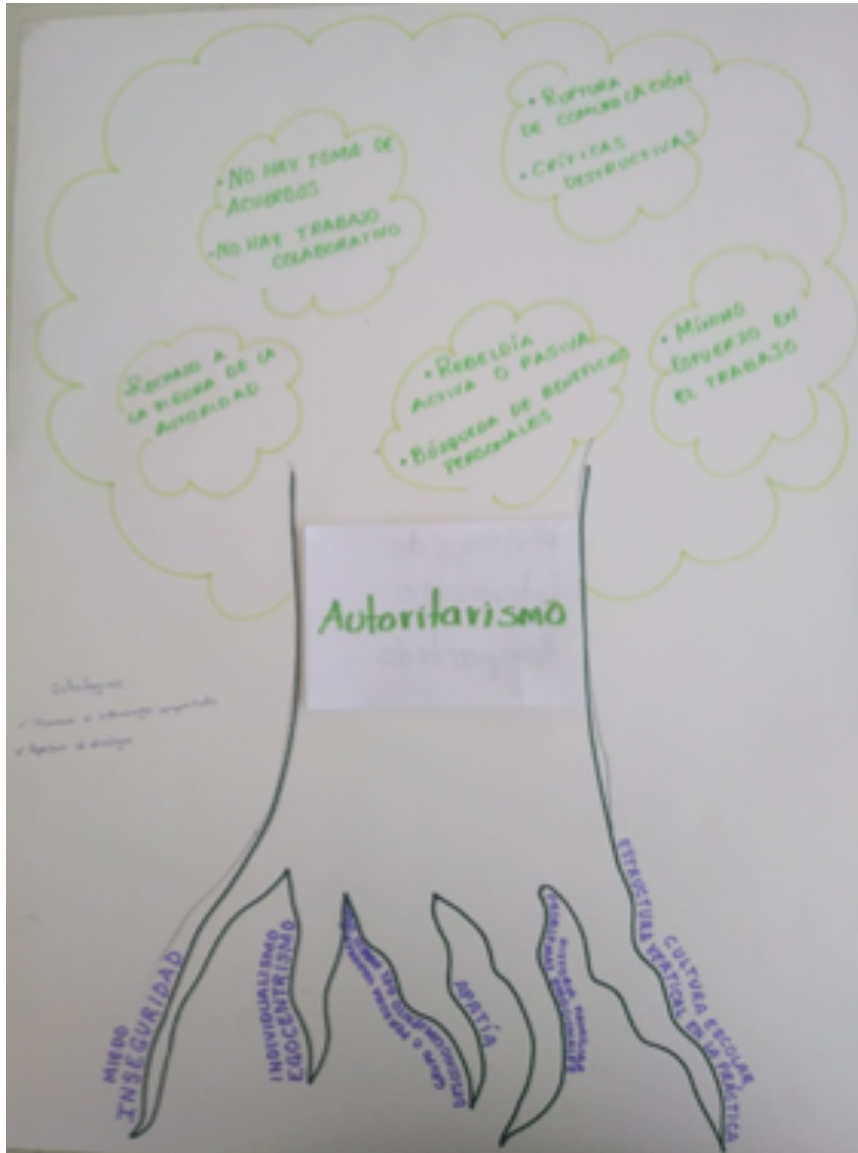 • RUPTURA
DE COMUNICACIÓN
• CRÍTICAS
DESTRUCTIVAS
• NO HAY TOMA DE
ACUERDOS
• NO HAY TRABAJO
COLABORATIVO
• RECHAZO A
LA FIGURA DE LA
AUTORIDAD
• REBELDÍA
ACTIVA O PASIVA
• BÚSQUEDA DE BENEFICIOS
PERSONALES
• MÍNIMO
ESFUERZO EN
EL TRABAJO
Autoritarismo
MIEDO
INSEGURIDAD
INDIVIDUALISMO
EGOCENTRISMO
APATÍA
CULTURA ESCOLAR
ESTRUCTURA VERTICAL EN LA PRÁCTICA